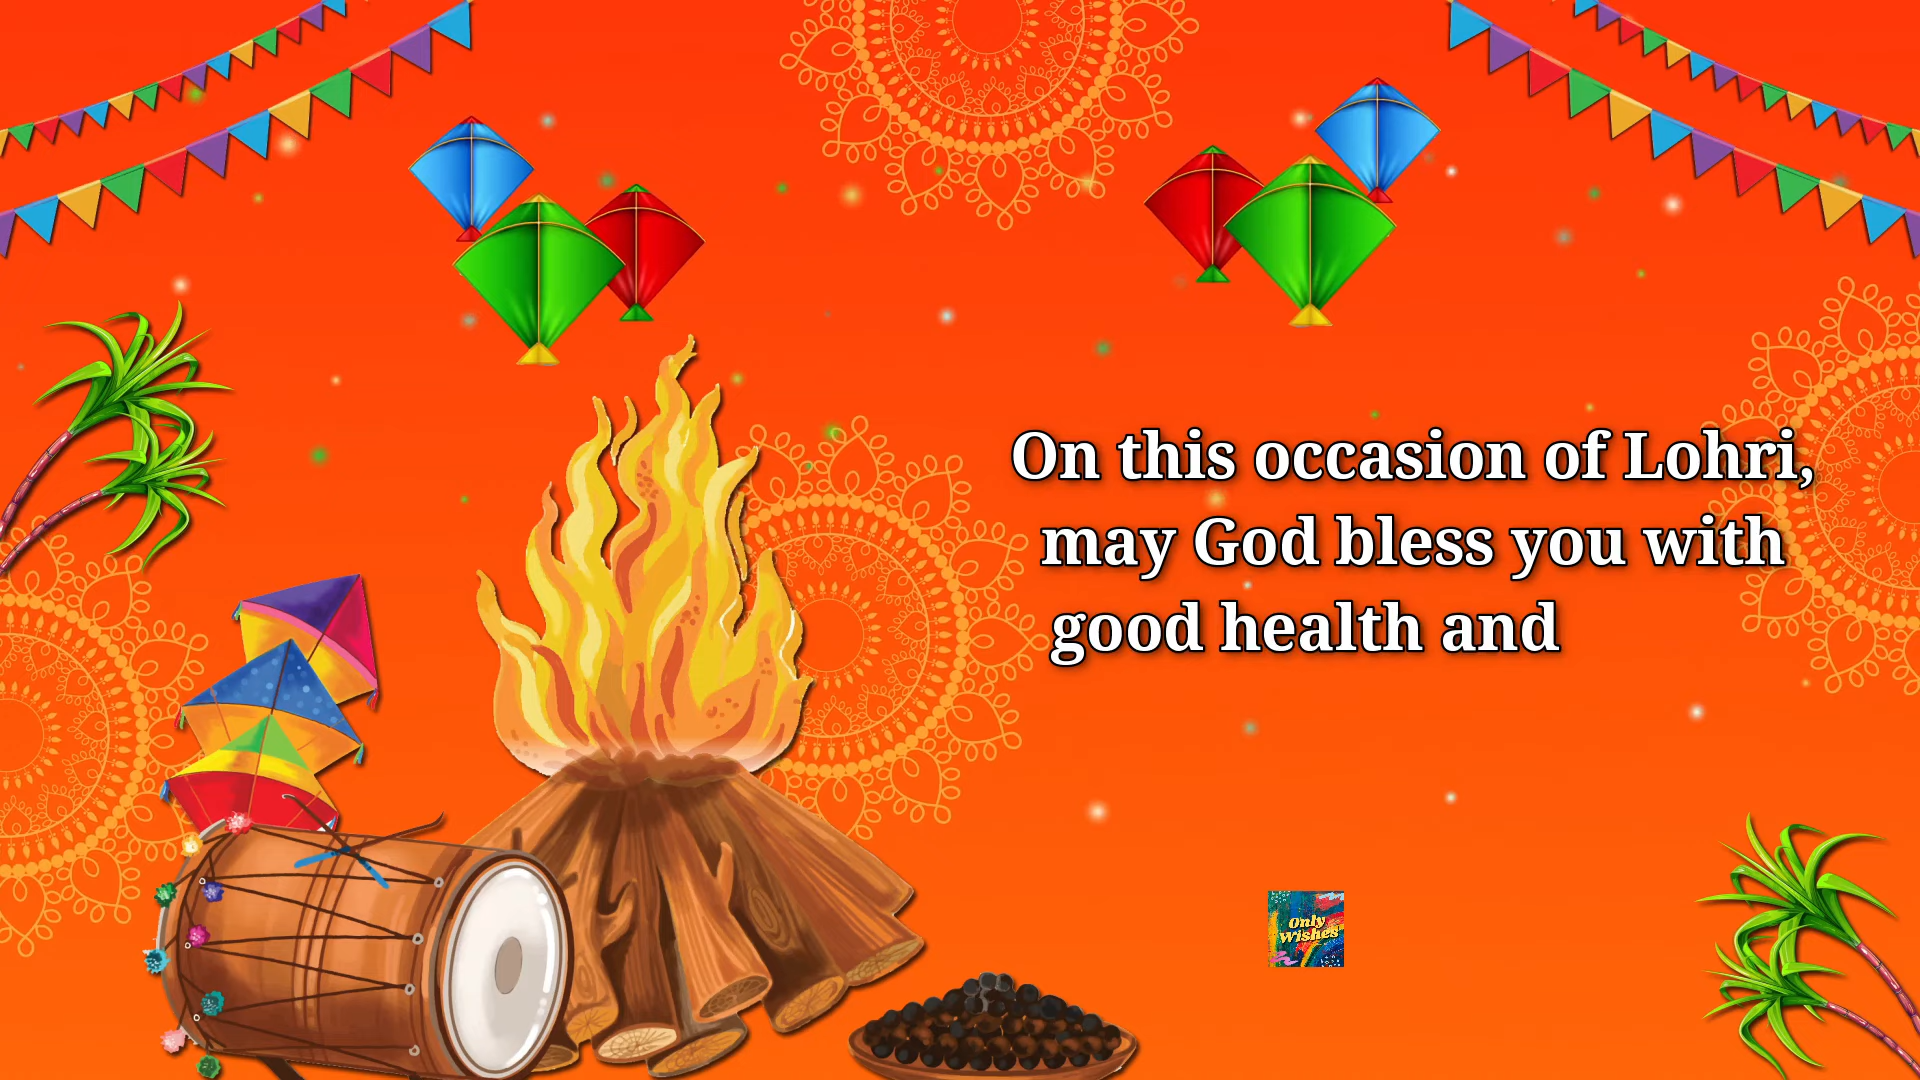 On this occasion of Lohri,
may God bless you with
good health and
Only
Wishes